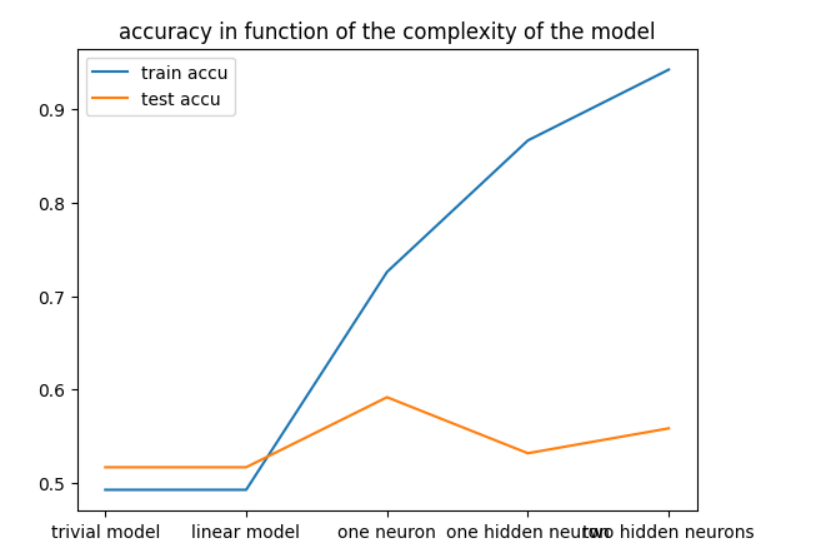 accuracy in function of the complexity of the model
train accu
test accu
0.9
0.8
0.7
0.6
0.5
trivial model linear model one neuron one hidden neuron two hidden neurons